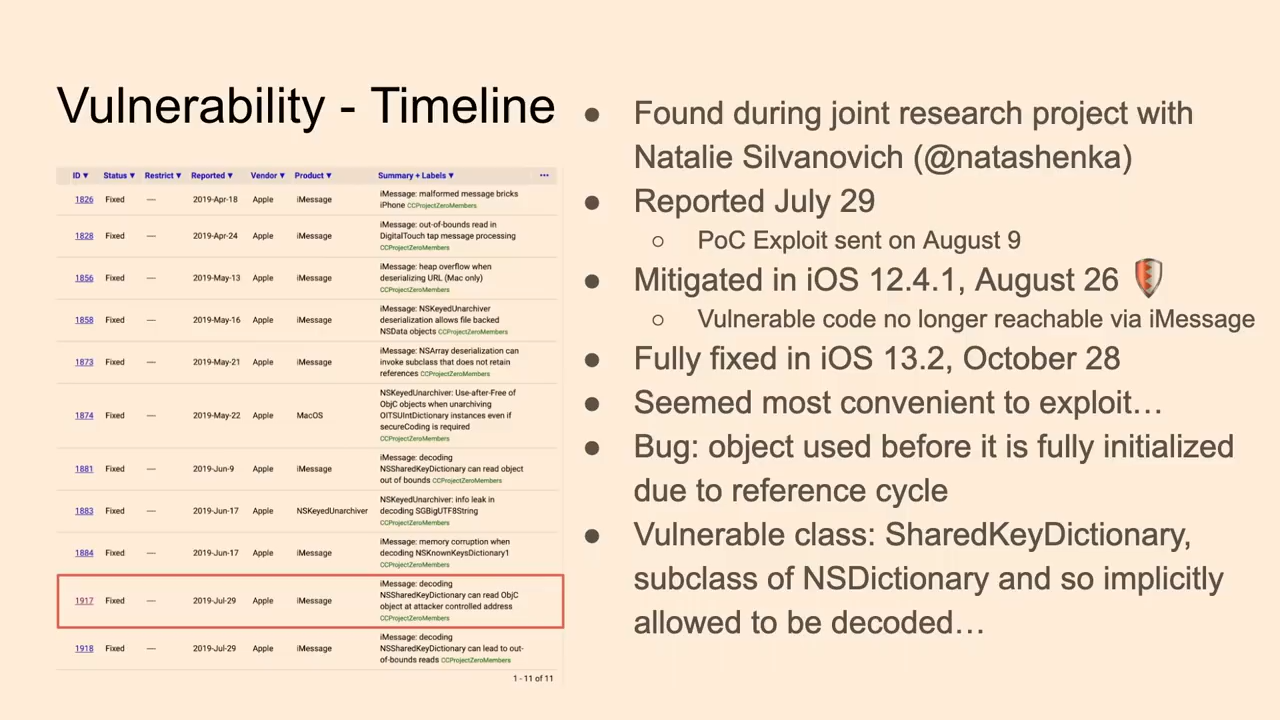 Vulnerability - Timeline
ID ▼ Status ▼ Restrict ▼ Reported ▼ Vendor ▼ Product ▼ Summary + Labels ▼ •••
1826 Fixed ---- 2019-Apr-18 Apple iMessage iMessage: malformed message bricks
iPhone CCProjectZeroMembers
1828 Fixed ---- 2019-Apr-24 Apple iMessage iMessage: out-of-bounds read in
DigitalTouch tap message processing
CCProjectZeroMembers
1856 Fixed ---- 2019-May-13 Apple iMessage iMessage: heap overflow when
deserializing URL (Mac only)
CCProjectZeroMembers
1858 Fixed ---- 2019-May-16 Apple iMessage iMessage: NSKeyedUnarchiver
deserialization allows file backed
NSData objects CCProjectZeroMembers
1873 Fixed ---- 2019-May-21 Apple iMessage iMessage: NSArray deserialization can
invoke subclass that does not retain
references CCProjectZeroMembers
1874 Fixed ---- 2019-May-22 Apple MacOS NSKeyedUnarchiver: Use-after-Free of
ObjC objects when unarchiving
OITSUIntDictionary instances even if
secureCoding is required
CCProjectZeroMembers
1881 Fixed ---- 2019-Jun-9 Apple iMessage iMessage: decoding
NSSharedKeyDictionary can read object
out of bounds CCProjectZeroMembers
1883 Fixed ---- 2019-Jun-17 Apple NSKeyedUnarchiver NSKeyedUnarchiver: info leak in
decoding SGBigUTF8String
CCProjectZeroMembers
1884 Fixed ---- 2019-Jun-17 Apple iMessage iMessage: memory corruption when
decoding NSKnownKeysDictionary1
CCProjectZeroMembers
1917 Fixed ---- 2019-Jul-29 Apple iMessage iMessage: decoding
NSSharedKeyDictionary can read ObjC
object at attacker controlled address
CCProjectZeroMembers
1918 Fixed ---- 2019-Jul-29 Apple iMessage iMessage: decoding
NSSharedKeyDictionary can lead to out-
of-bounds reads CCProjectZeroMembers
1 - 11 of 11
● Found during joint research project with
Natalie Silvanovich (@natashenka)
● Reported July 29
○ PoC Exploit sent on August 9
● Mitigated in iOS 12.4.1, August 26
○ Vulnerable code no longer reachable via iMessage
● Fully fixed in iOS 13.2, October 28
● Seemed most convenient to exploit…
● Bug: object used before it is fully initialized
due to reference cycle
● Vulnerable class: SharedKeyDictionary,
subclass of NSDictionary and so implicitly
allowed to be decoded…